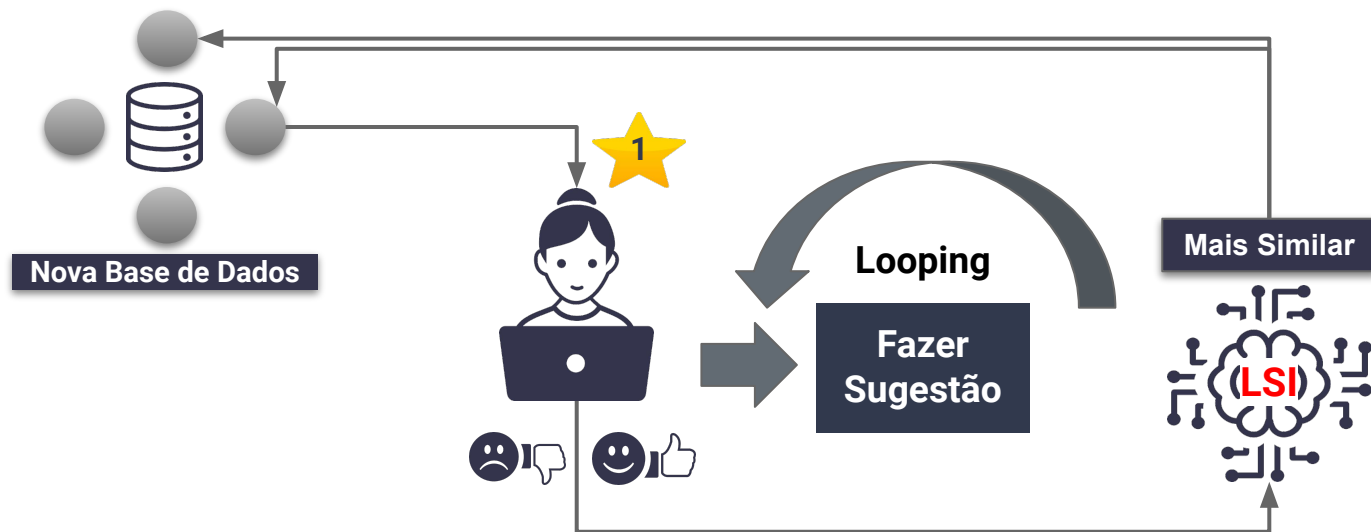 1
Nova Base de Dados
Looping
Fazer
Sugestão
Mais Similar
LSI